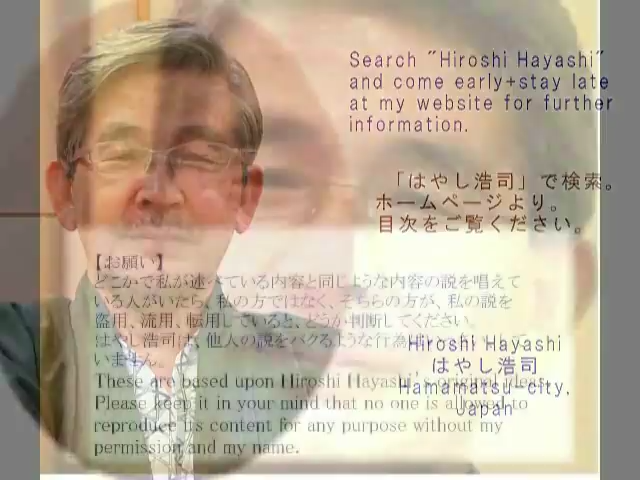 Search "Hiroshi Hayashi"
and come early+stay late
at my website for further
information.
「はやし浩司」で検索。
ホームページより。
目次をご覧ください。
【お願い】
どこかで私が述べている内容と同じような内容の説を唱えて
いる人がいたら、私の方ではなく、そちらの方が、私の説を
盗用、流用、転用していると、どうか判断してください。
はやし浩司は、他人の説をパクるような行為は
いません。
Hiroshi Hayashi
はやし浩司
Hamamatsu-city,
Japan
These are based upon Hiroshi Hayashi's original ideas.
Please keep it in your mind that no one is allowed to
reproduce its content for any purpose without my
permission and my name.